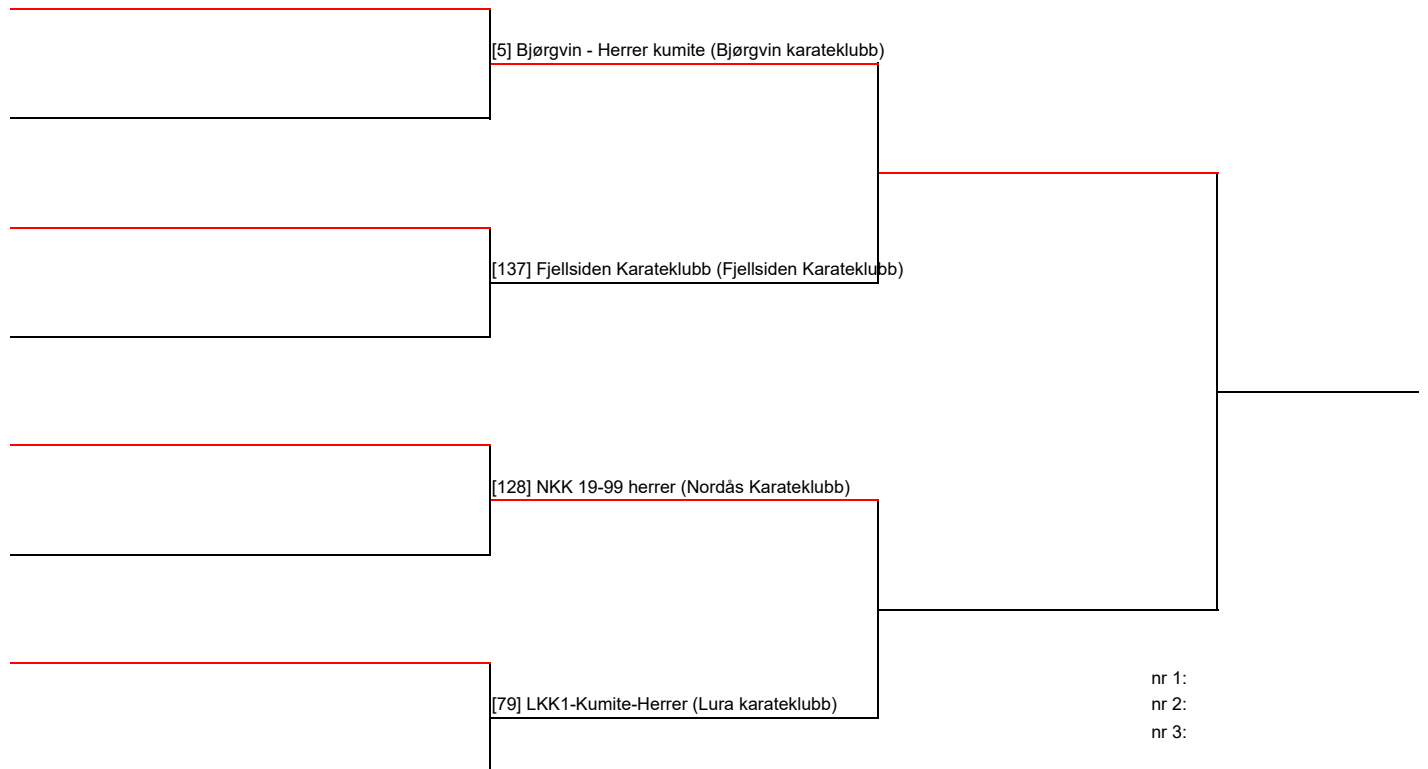 [5] Bjørgvin - Herrer kumite (Bjørgvin karateklubb)
[137] Fjellsiden Karateklubb (Fjellsiden Karateklubb)
[128] NKK 19-99 herrer (Nordås Karateklubb)
[79] LKK1-Kumite-Herrer (Lura karateklubb)
nr 1:
nr 2:
nr 3: